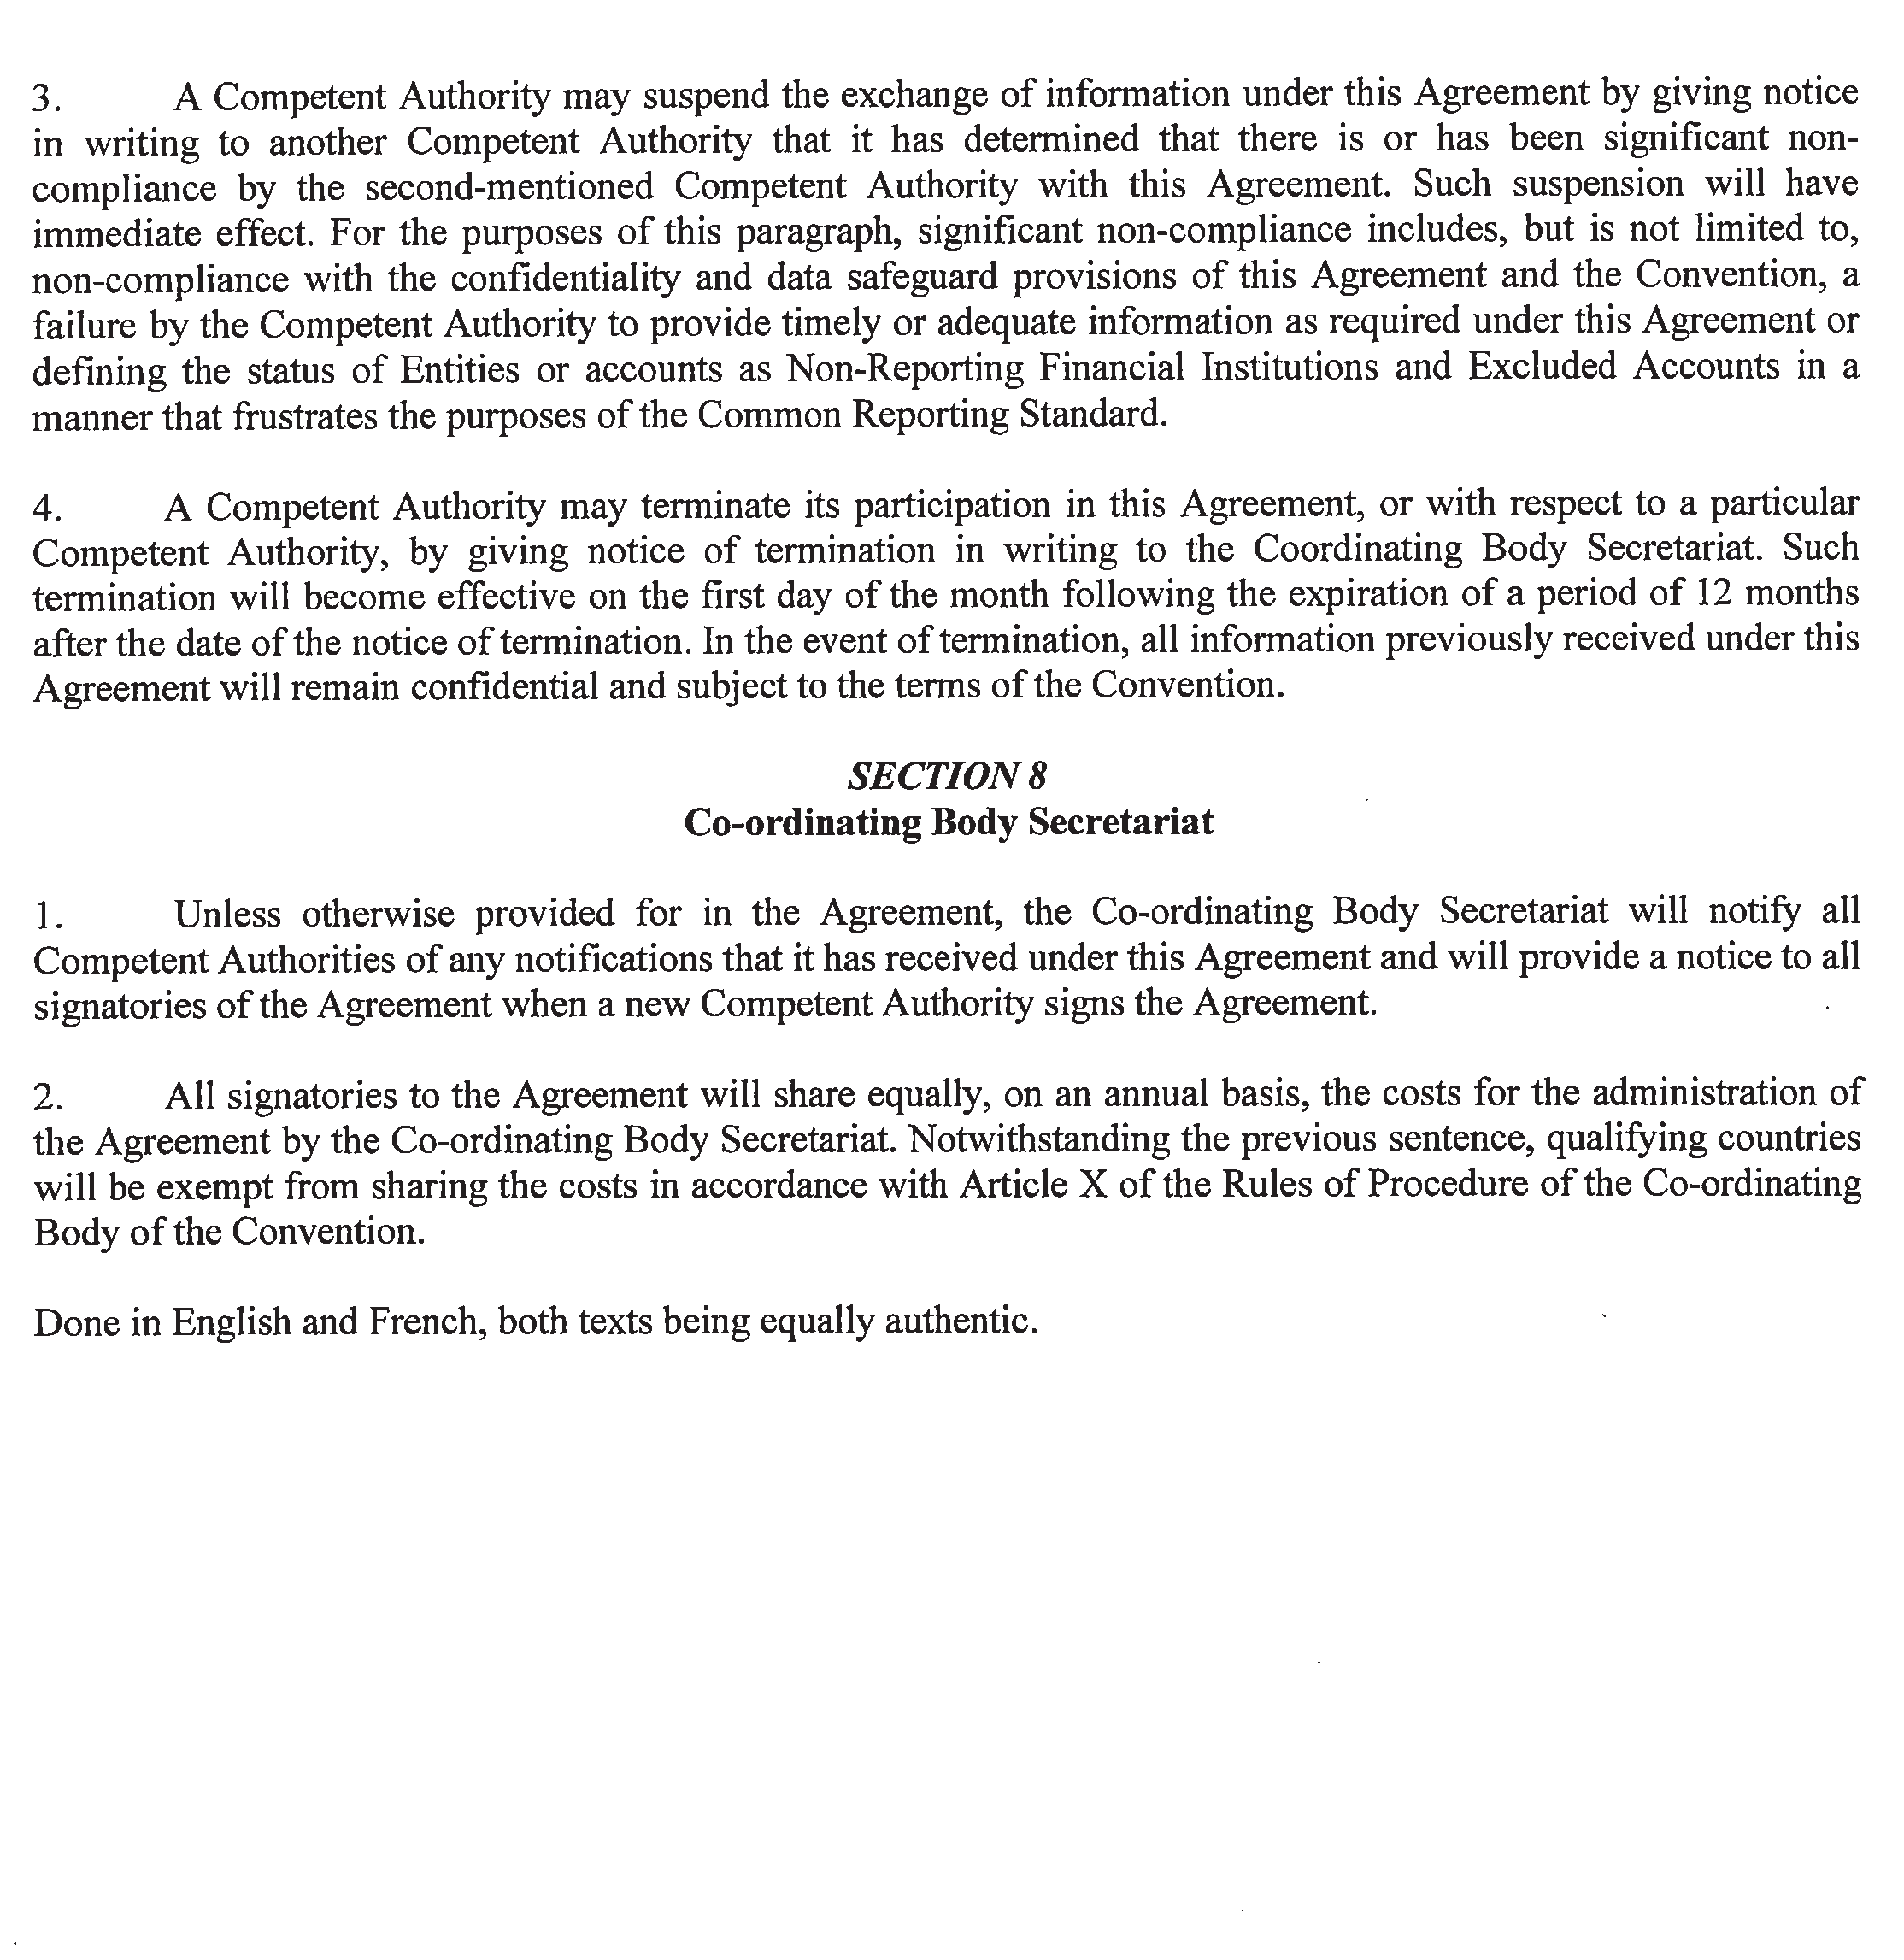 3. A Competent Authority may suspend the exchange of information under this Agreement by giving notice
in writing to another Competent Authority that it has determined that there is or has been significant non-
compliance by the second-mentioned Competent Authority with this Agreement. Such suspension will have
immediate effect. For the purposes of this paragraph, significant non-compliance includes, but is not limited to,
non-compliance with the confidentiality and data safeguard provisions of this Agreement and the Convention, a
failure by the Competent Authority to provide timely or adequate information as required under this Agreement or
defining the status of Entities or accounts as Non-Reporting Financial Institutions and Excluded Accounts in a
manner that frustrates the purposes of the Common Reporting Standard.
4. A Competent Authority may terminate its participation in this Agreement, or with respect to a particular
Competent Authority, by giving notice of termination in writing to the Coordinating Body Secretariat. Such
termination will become effective on the first day of the month following the expiration of a period of 12 months
after the date of the notice of termination. In the event of termination, all information previously received under this
Agreement will remain confidential and subject to the terms of the Convention.
SECTION 8
Co-ordinating Body Secretariat
1. Unless otherwise provided for in the Agreement, the Co-ordinating Body Secretariat will notify all
Competent Authorities of any notifications that it has received under this Agreement and will provide a notice to all
signatories of the Agreement when a new Competent Authority signs the Agreement.
2. All signatories to the Agreement will share equally, on an annual basis, the costs for the administration of
the Agreement by the Co-ordinating Body Secretariat. Notwithstanding the previous sentence, qualifying countries
will be exempt from sharing the costs in accordance with Article X of the Rules of Procedure of the Co-ordinating
Body of the Convention.
Done in English and French, both texts being equally authentic.